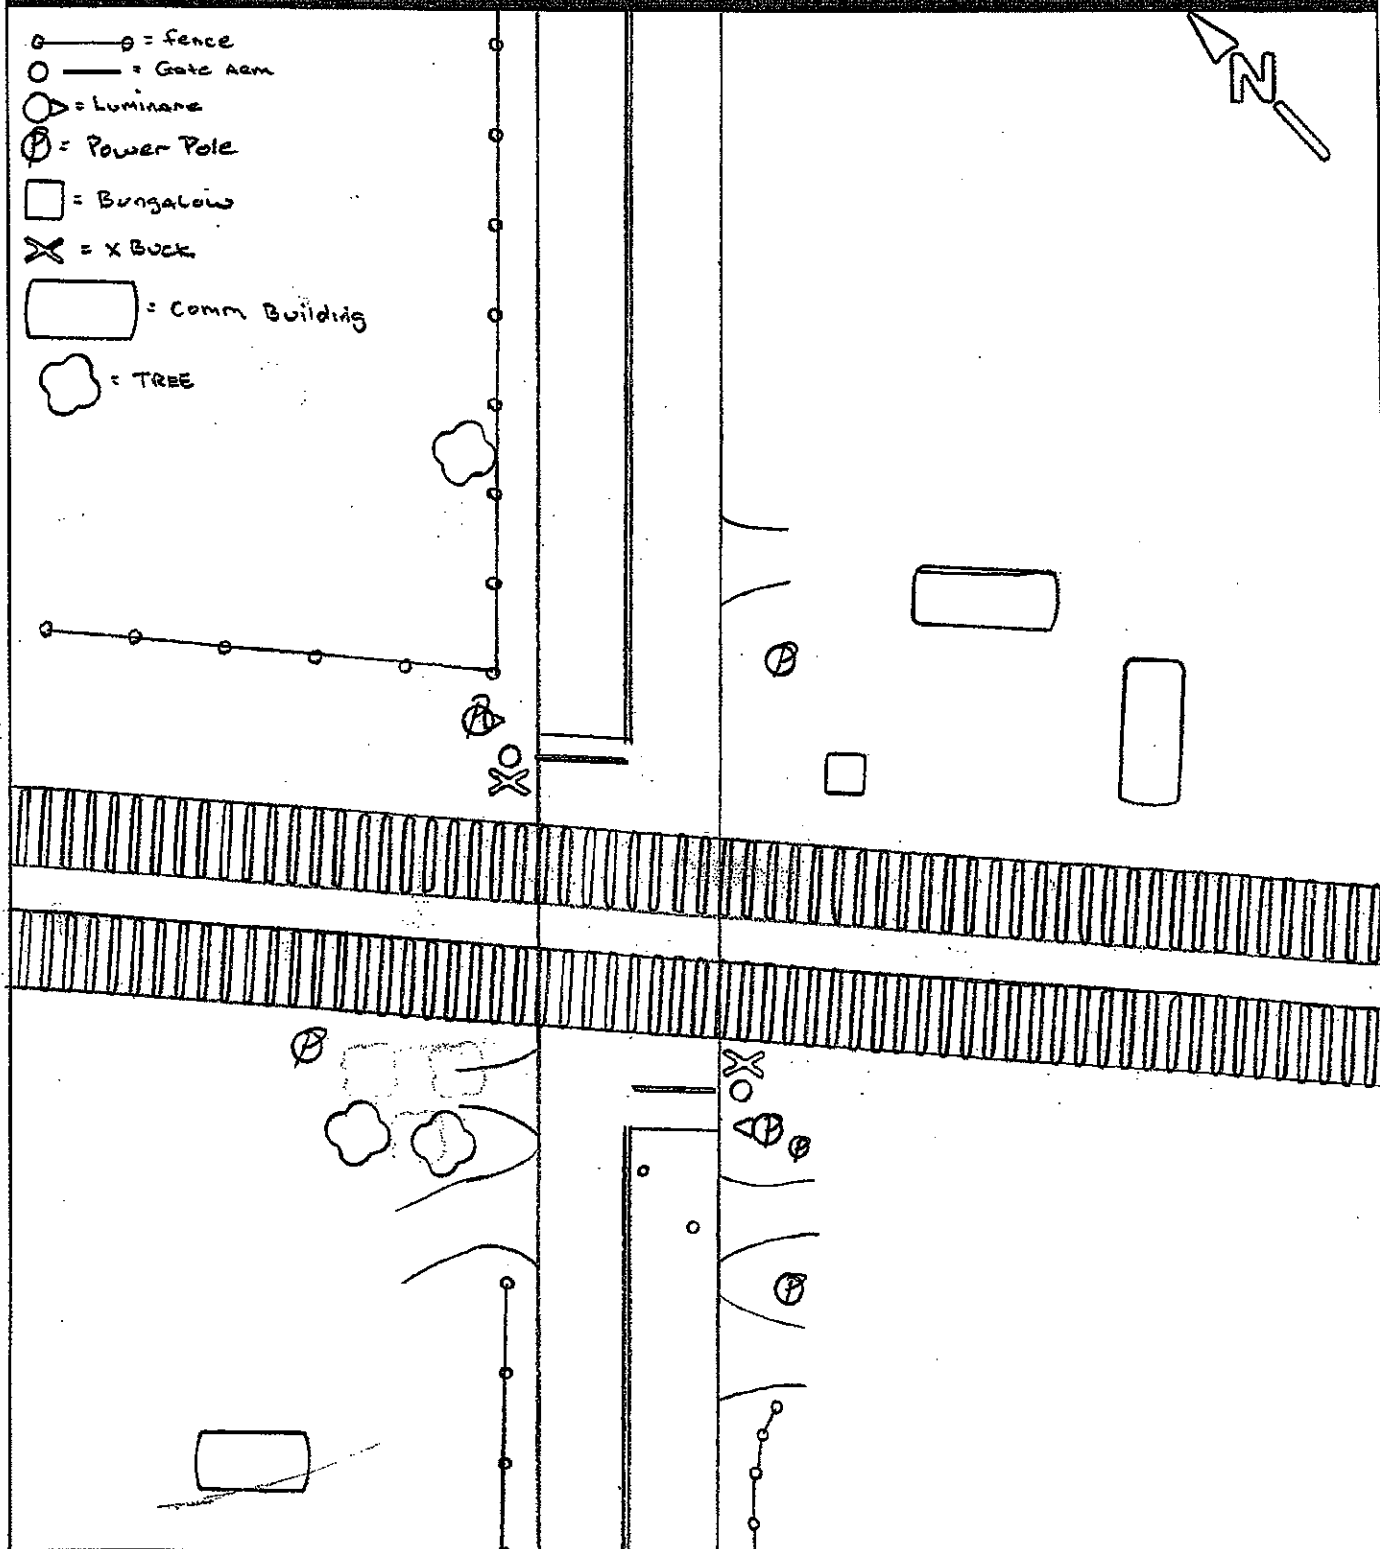 = fence
= Gate Arm
= Luminare
P = Power Pole
= Bungalow
= X Buck
= Comm Building
= TREE
N
P
P
P
P
P
P